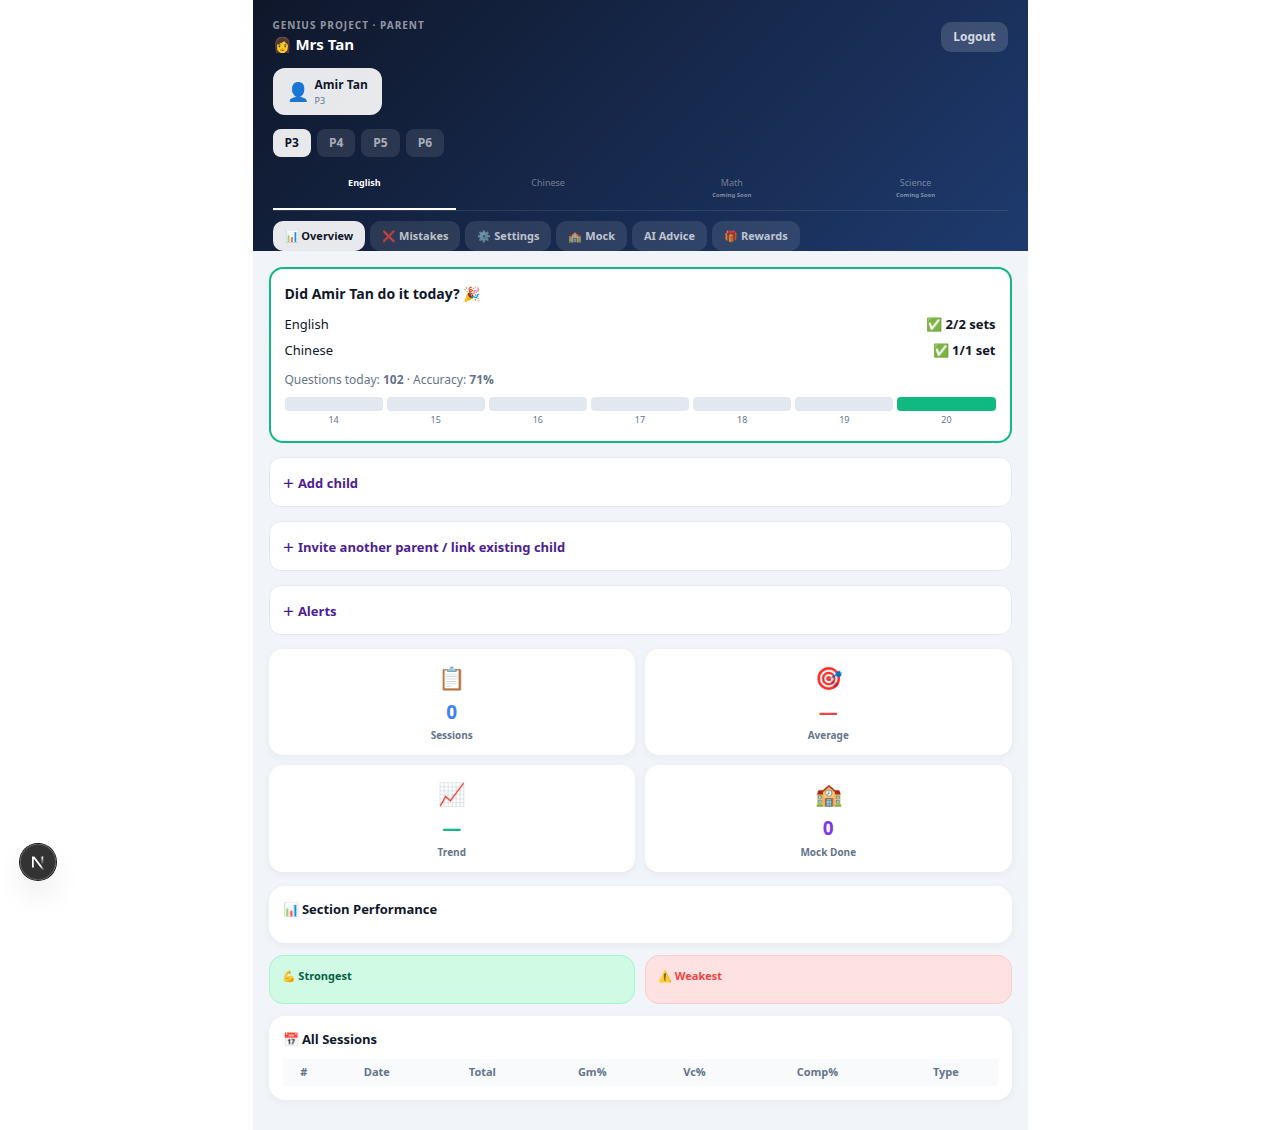 GENIUS PROJECT · PARENT
👩 Mrs Tan
Logout
👤 Amir Tan
P3
P3 P4 P5 P6
English Chinese Math Science
Coming Soon Coming Soon
📊 Overview ❌ Mistakes ⚙️ Settings 🏫 Mock AI Advice 🎁 Rewards
Did Amir Tan do it today? 🎉
English ✅ 2/2 sets
Chinese ✅ 1/1 set
Questions today: 102 · Accuracy: 71%
14 15 16 17 18 19 20
+ Add child
+ Invite another parent / link existing child
+ Alerts
📋 🎯
0 —
Sessions Average
📈 🏫
— 0
Trend Mock Done
N
📊 Section Performance
💪 Strongest ⚠️ Weakest
📅 All Sessions
# Date Total Gm% Vc% Comp% Type